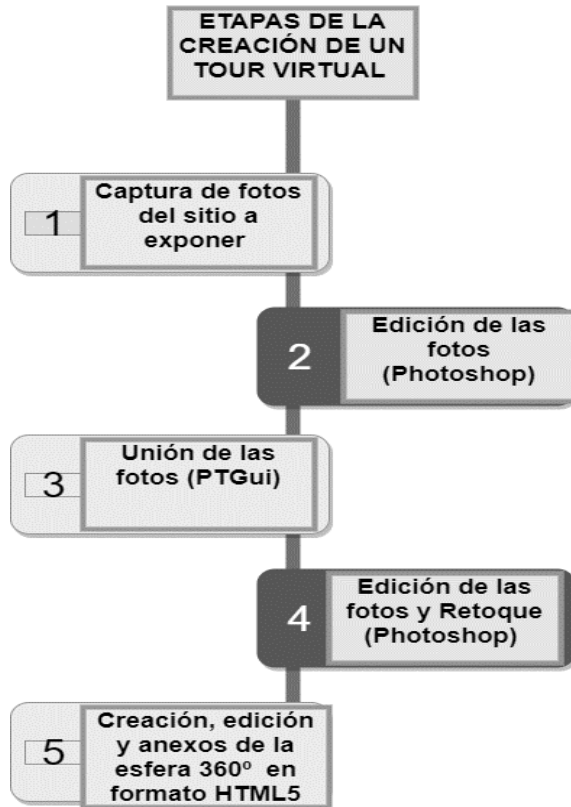 ETAPAS DE LA
CREACIÓN DE UN
TOUR VIRTUAL
1
Captura de fotos
del sitio a
exponer
2
Edición de las
fotos
(Photoshop)
3
Unión de las
fotos (PTGui)
4
Edición de las
fotos y Retoque
(Photoshop)
5
Creación, edición
y anexos de la
esfera 360º en
formato HTML5